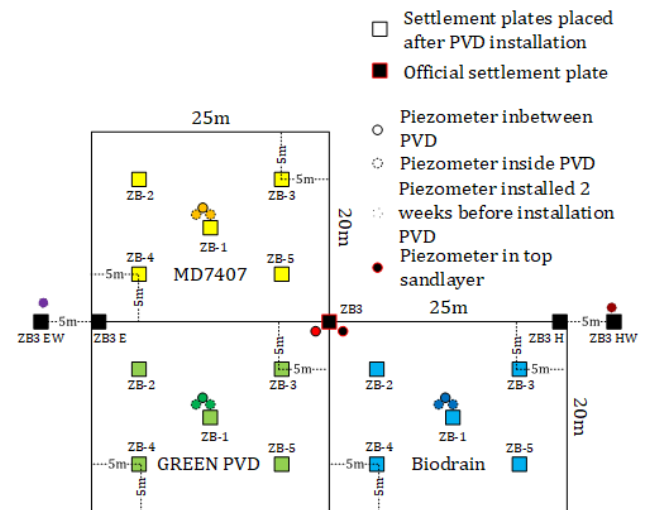 Settlement plates placed
after PVD installation
Official settlement plate
Piezometer inbetween
PVD
Piezometer inside PVD
Piezometer installed 2
weeks before installation
PVD
Piezometer in top
sandlayer
25m
5m
ZB-2
5m
ZB-3
20m
ZB-1
ZB-4
ZB-5
5m
MD7407
5m
ZB3
25m
5m
ZB3 EW
ZB3 E
ZB3 H
5m
ZB3 HW
5m
5m
ZB-2
5m
ZB-3
ZB-2
5m
ZB-3
20m
ZB-1
ZB-1
ZB-4
ZB-5
ZB-4
ZB-5
5m
GREEN PVD
5m
Biodrain
5m
5m